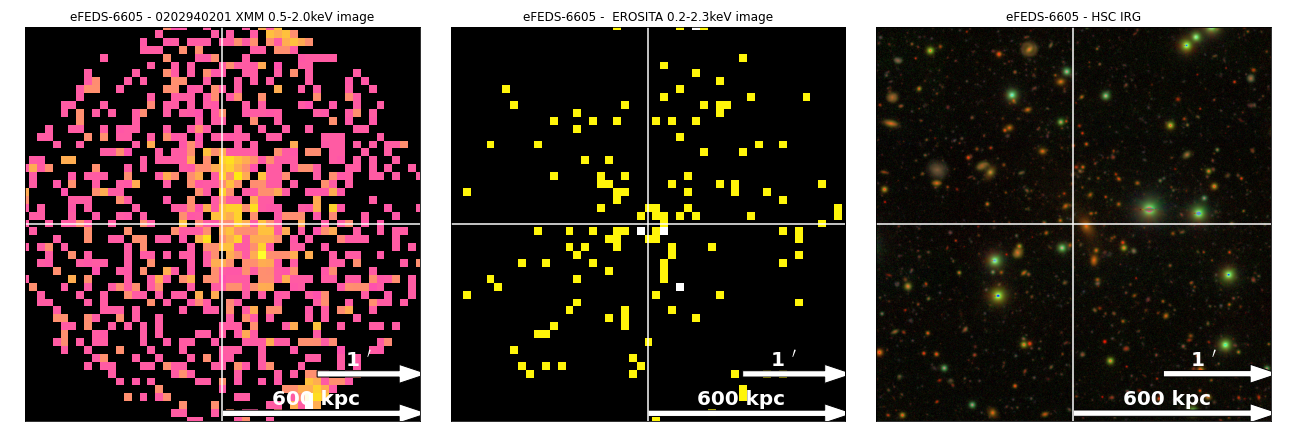 eFEDS-6605 - 0202940201 XMM 0.5-2.0keV image
eFEDS-6605 -  EROSITA 0.2-2.3keV image
eFEDS-6605 - HSC IRG
1 ′
600 kpc
1 ′
600 kpc
1 ′
600 kpc